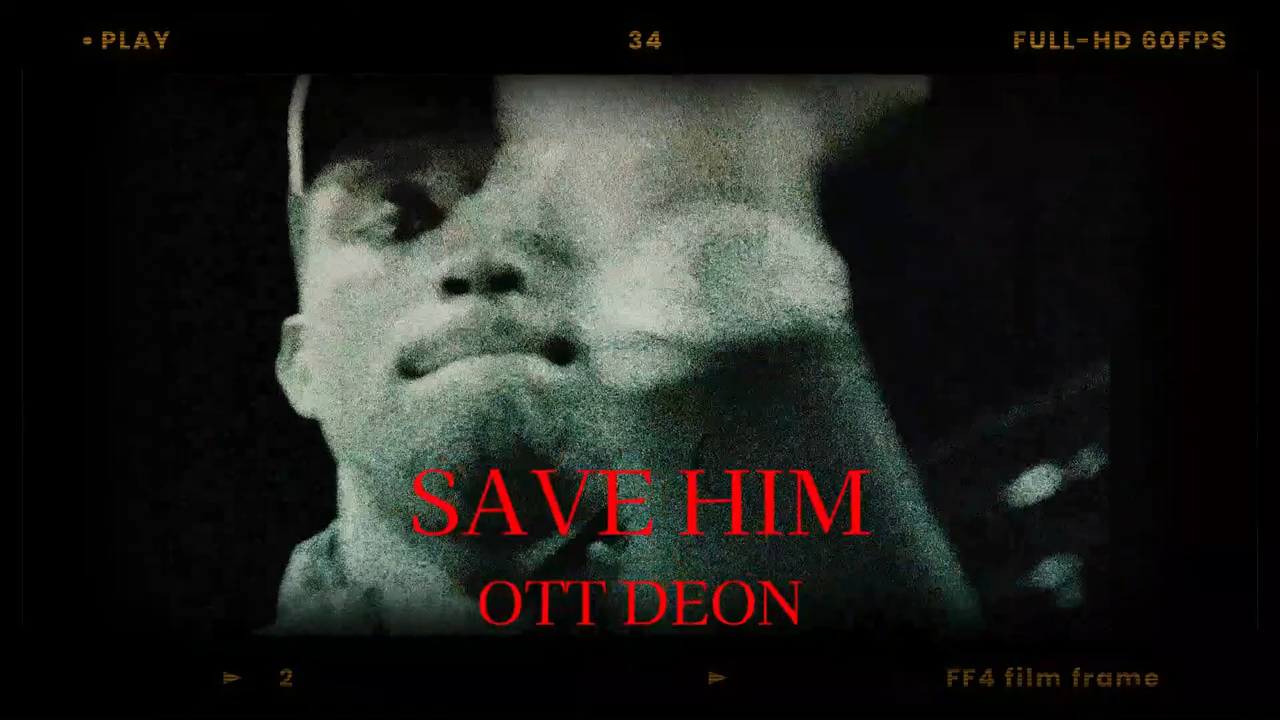 • PLAY 34 FULL-HD 60FPS
SAVE HIM
OTT DEON
► 2 ► FF4 film frame